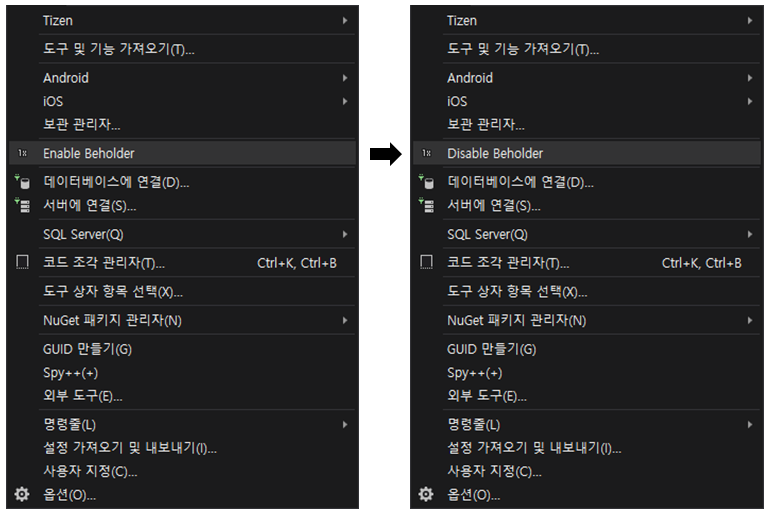 Tizen
도구 및 기능 가져오기(T)...
Android
iOS
보관 관리자...
1x Enable Beholder
데이터베이스에 연결(D)...
서버에 연결(S)...
SQL Server(Q)
코드 조각 관리자(T)... Ctrl+K, Ctrl+B
도구 상자 항목 선택(X)...
NuGet 패키지 관리자(N)
GUID 만들기(G)
Spy++(+)
외부 도구(E)...
명령줄(L)
설정 가져오기 및 내보내기(I)...
사용자 지정(C)...
옵션(O)...
Tizen
도구 및 기능 가져오기(T)...
Android
iOS
보관 관리자...
1x Disable Beholder
데이터베이스에 연결(D)...
서버에 연결(S)...
SQL Server(Q)
코드 조각 관리자(T)... Ctrl+K, Ctrl+B
도구 상자 항목 선택(X)...
NuGet 패키지 관리자(N)
GUID 만들기(G)
Spy++(+)
외부 도구(E)...
명령줄(L)
설정 가져오기 및 내보내기(I)...
사용자 지정(C)...
옵션(O)...